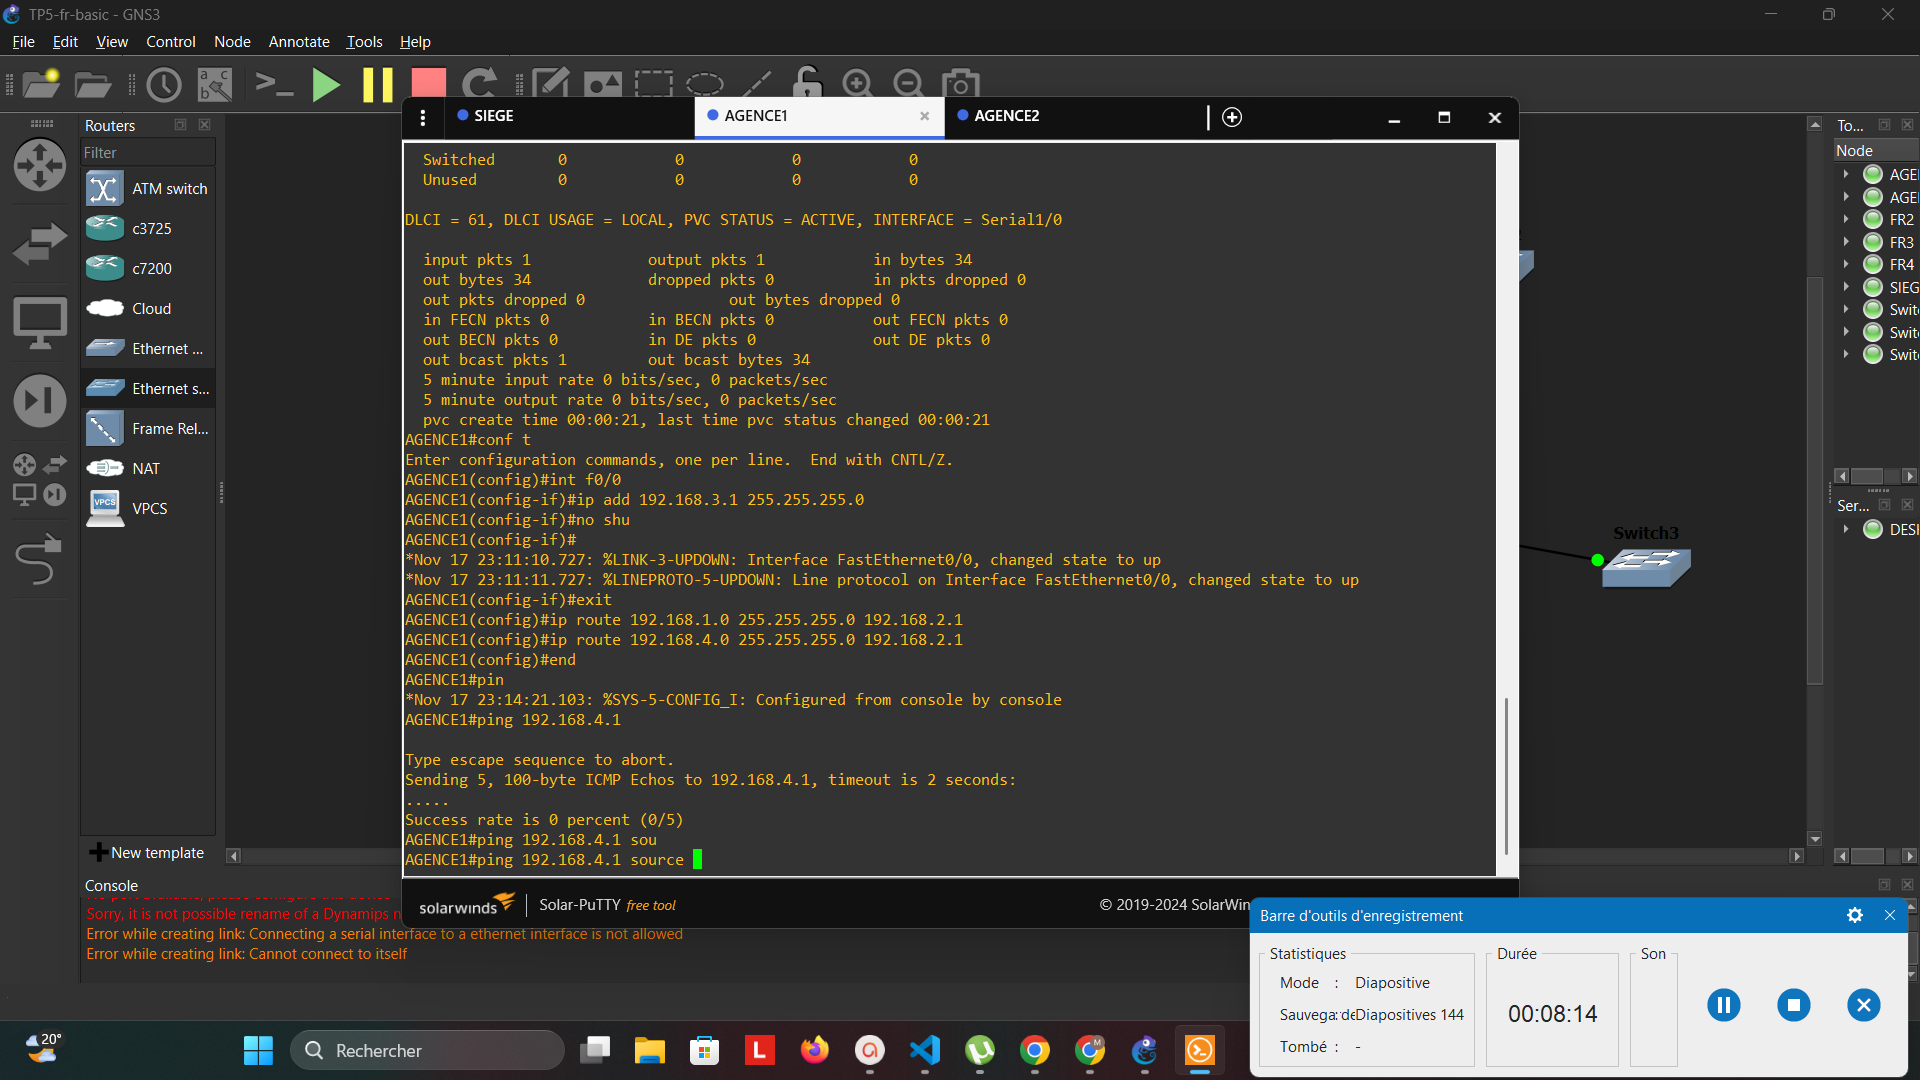 TP5-fr-basic - GNS3
File Edit View Control Node Annotate Tools Help
Routers
Filter
ATM switch
c3725
c7200
Cloud
Ethernet ...
Ethernet s...
Frame Rel...
NAT
VPCS
New template
SIEGE
AGENCE1
AGENCE2
Switched 0 0 0 0
Unused 0 0 0 0
DLCI = 61, DLCI USAGE = LOCAL, PVC STATUS = ACTIVE, INTERFACE = Serial1/0
input pkts 1 output pkts 1 in bytes 34
out bytes 34 dropped pkts 0 in pkts dropped 0
out pkts dropped 0 out bytes dropped 0
in FECN pkts 0 in BECN pkts 0 out FECN pkts 0
out BECN pkts 0 in DE pkts 0 out DE pkts 0
out bcast pkts 1 out bcast bytes 34
5 minute input rate 0 bits/sec, 0 packets/sec
5 minute output rate 0 bits/sec, 0 packets/sec
pvc create time 00:00:21, last time pvc status changed 00:00:21
AGENCE1#conf t
Enter configuration commands, one per line.  End with CNTL/Z.
AGENCE1(config)#int f0/0
AGENCE1(config-if)#ip add 192.168.3.1 255.255.255.0
AGENCE1(config-if)#no shu
AGENCE1(config-if)#
*Nov 17 23:11:10.727: %LINK-3-UPDOWN: Interface FastEthernet0/0, changed state to up
*Nov 17 23:11:11.727: %LINEPROTO-5-UPDOWN: Line protocol on Interface FastEthernet0/0, changed state to up
AGENCE1(config-if)#exit
AGENCE1(config)#ip route 192.168.1.0 255.255.255.0 192.168.2.1
AGENCE1(config)#ip route 192.168.4.0 255.255.255.0 192.168.2.1
AGENCE1(config)#end
AGENCE1#pin
*Nov 17 23:14:21.103: %SYS-5-CONFIG_I: Configured from console by console
AGENCE1#ping 192.168.4.1
Type escape sequence to abort.
Sending 5, 100-byte ICMP Echos to 192.168.4.1, timeout is 2 seconds:
.....
Success rate is 0 percent (0/5)
AGENCE1#ping 192.168.4.1 sou
AGENCE1#ping 192.168.4.1 source
solarwinds
Solar-PuTTY free tool
© 2019-2024 SolarWin
Switch3
To...
Node
AGE
AGE
FR2
FR3
FR4
SIEG
Swit
Swit
Swit
Ser...
DES
Console
Sorry, it is not possible rename of a Dynamips n
Error while creating link: Connecting a serial interface to a ethernet interface is not allowed
Error while creating link: Cannot connect to itself
Barre d'outils d'enregistrement
Statistiques
Mode : Diapositive
Sauvega: de Diapositives 144
Tombé : -
Durée
00:08:14
Son
20°
Rechercher